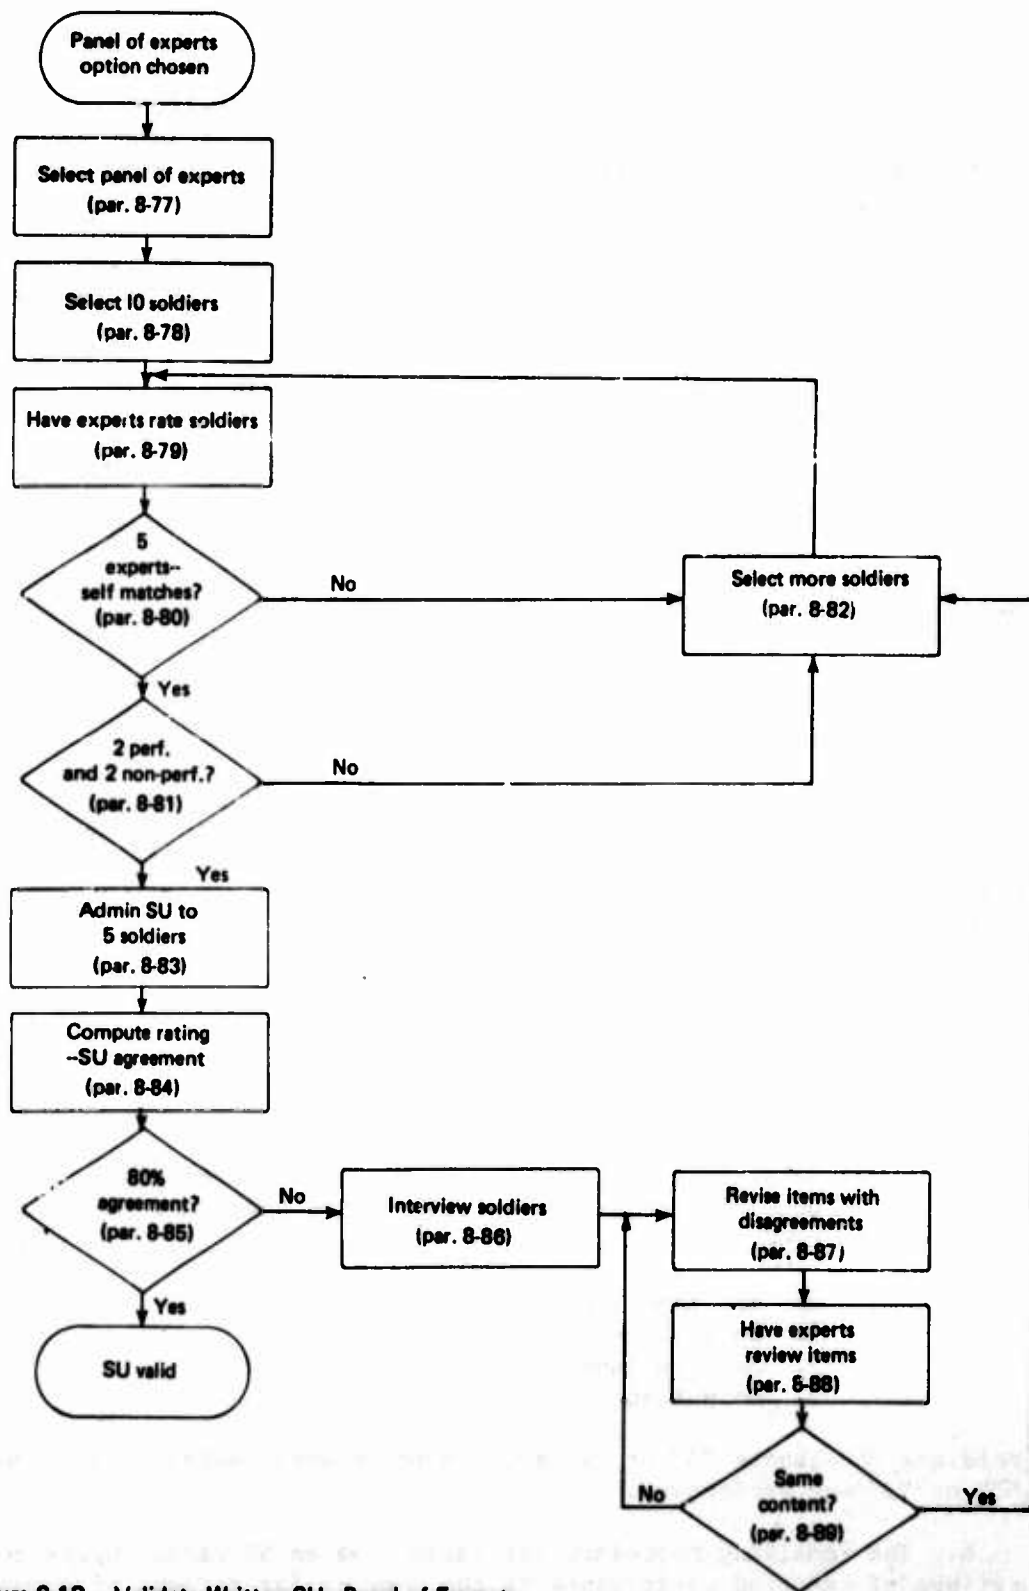 Panel of experts
option chosen
Select panel of experts
(par. 8-77)
Select 10 soldiers
(par. 8-78)
Have experts rate soldiers
(par. 8-79)
5
experts--
self matches?
(par. 8-80)
No
Select more soldiers
(par. 8-82)
Yes
2 perf.
and 2 non-perf.?
(par. 8-81)
No
Yes
Admin SU to
5 soldiers
(par. 8-83)
Compute rating
--SU agreement
(par. 8-84)
80%
agreement?
(par. 8-85)
No
Interview soldiers
(par. 8-86)
Revise items with
disagreements
(par. 8-87)
Yes
SU valid
Have experts
review items
(par. 8-88)
Same
content?
(par. 8-89)
No
Yes